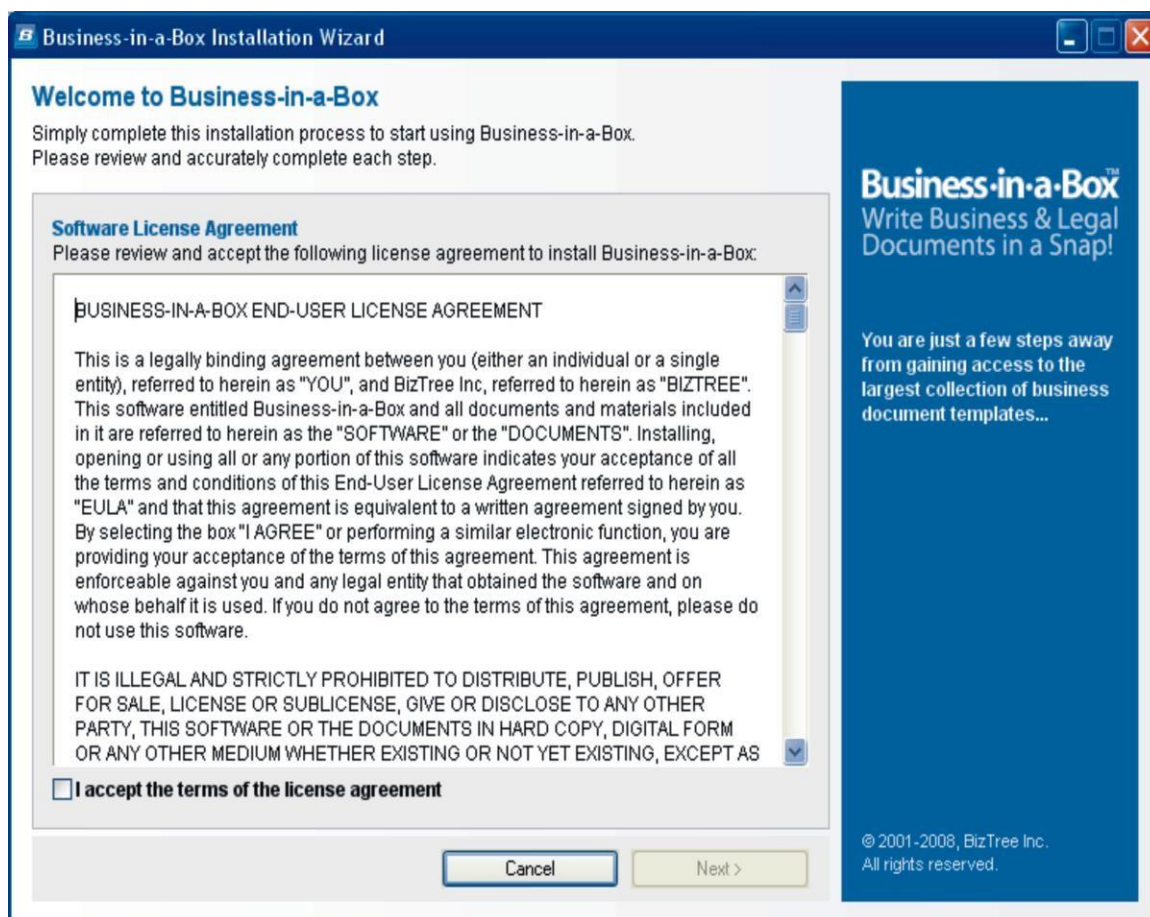 Business-in-a-Box Installation Wizard
Welcome to Business-in-a-Box
Simply complete this installation process to start using Business-in-a-Box.
Please review and accurately complete each step.
Software License Agreement
Please review and accept the following license agreement to install Business-in-a-Box:
BUSINESS-IN-A-BOX END-USER LICENSE AGREEMENT
This is a legally binding agreement between you (either an individual or a single
entity), referred to herein as "YOU", and BizTree Inc, referred to herein as "BIZTREE".
This software entitled Business-in-a-Box and all documents and materials included
in it are referred to herein as the "SOFTWARE" or the "DOCUMENTS". Installing,
opening or using all or any portion of this software indicates your acceptance of all
the terms and conditions of this End-User License Agreement referred to herein as
"EULA" and that this agreement is equivalent to a written agreement signed by you.
By selecting the box "I AGREE" or performing a similar electronic function, you are
providing your acceptance of the terms of this agreement. This agreement is
enforceable against you and any legal entity that obtained the software and on
whose behalf it is used. If you do not agree to the terms of this agreement, please do
not use this software.
IT IS ILLEGAL AND STRICTLY PROHIBITED TO DISTRIBUTE, PUBLISH, OFFER
FOR SALE, LICENSE OR SUBLICENSE, GIVE OR DISCLOSE TO ANY OTHER
PARTY, THIS SOFTWARE OR THE DOCUMENTS IN HARD COPY, DIGITAL FORM
OR ANY OTHER MEDIUM WHETHER EXISTING OR NOT YET EXISTING, EXCEPT AS
I accept the terms of the license agreement
Cancel
Next >
Business·in·a·Box™
Write Business & Legal
Documents in a Snap!
You are just a few steps away
from gaining access to the
largest collection of business
document templates...
© 2001-2008, BizTree Inc.
All rights reserved.